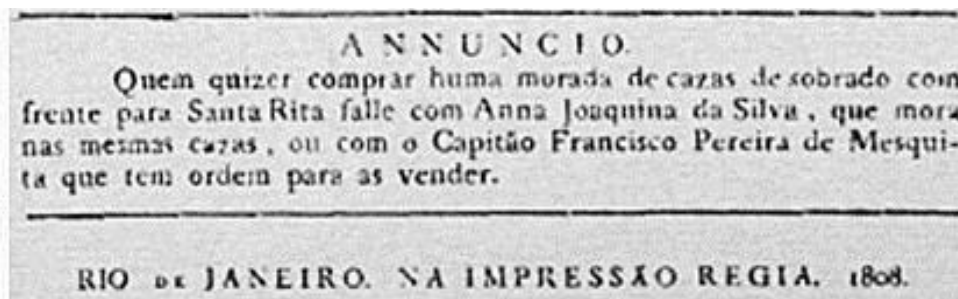 ANNUNCIO.
Quem quizer comprar huma morada de cazas de sobrado com
frente para Santa Rita falle com Anna Joaquina da Silva, que mora
nas mesmas cazas, ou com o Capitão Francisco Pereira de Mesqui-
ta que tem ordem para as vender.
RIO DE JANEIRO. NA IMPRESSÃO REGIA. 1808.